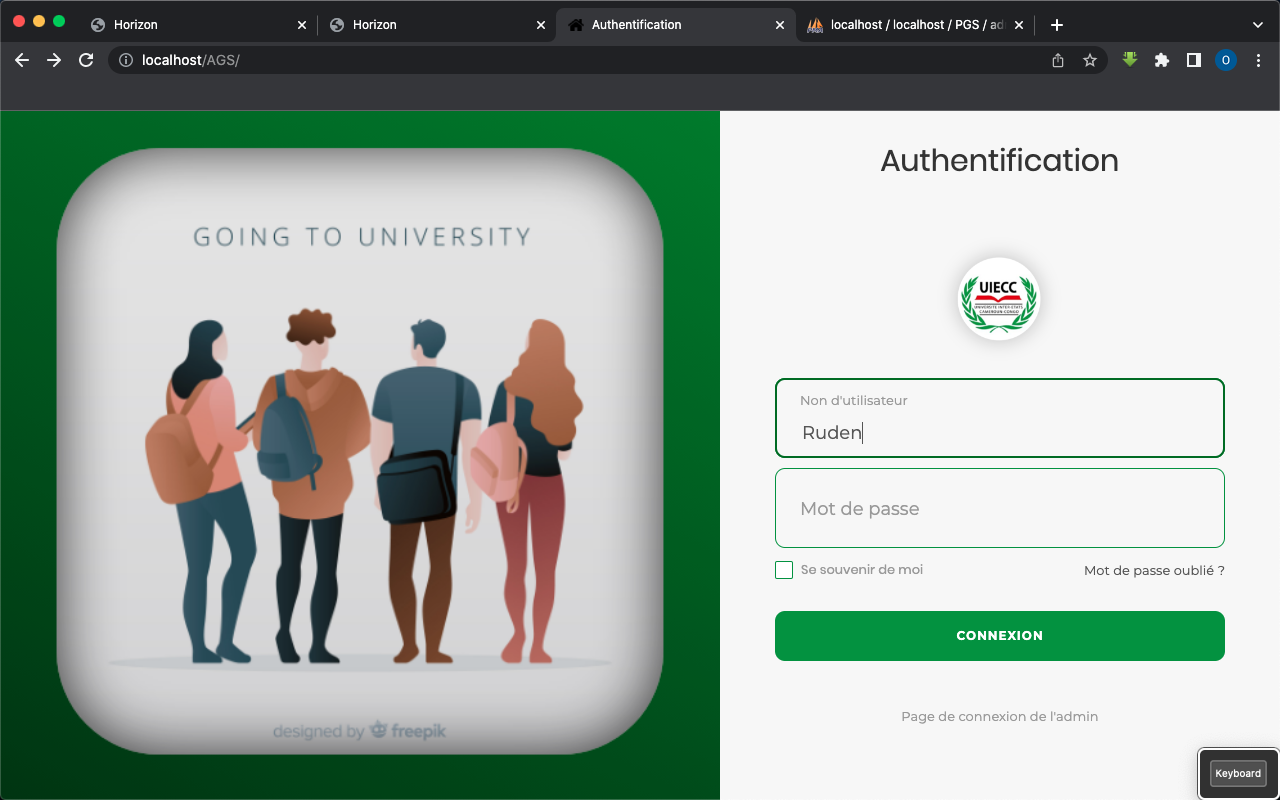 Horizon
Horizon
Authentification
localhost / localhost / PGS / ad
localhost/AGS/
O
GOING TO UNIVERSITY
designed by freepik
Authentification
UIECC
UNIVERSITE INTER-ETATS
CAMEROUN-CONGO
Non d'utilisateur
Ruden
Mot de passe
Se souvenir de moi
Mot de passe oublié ?
CONNEXION
Page de connexion de l'admin
Keyboard